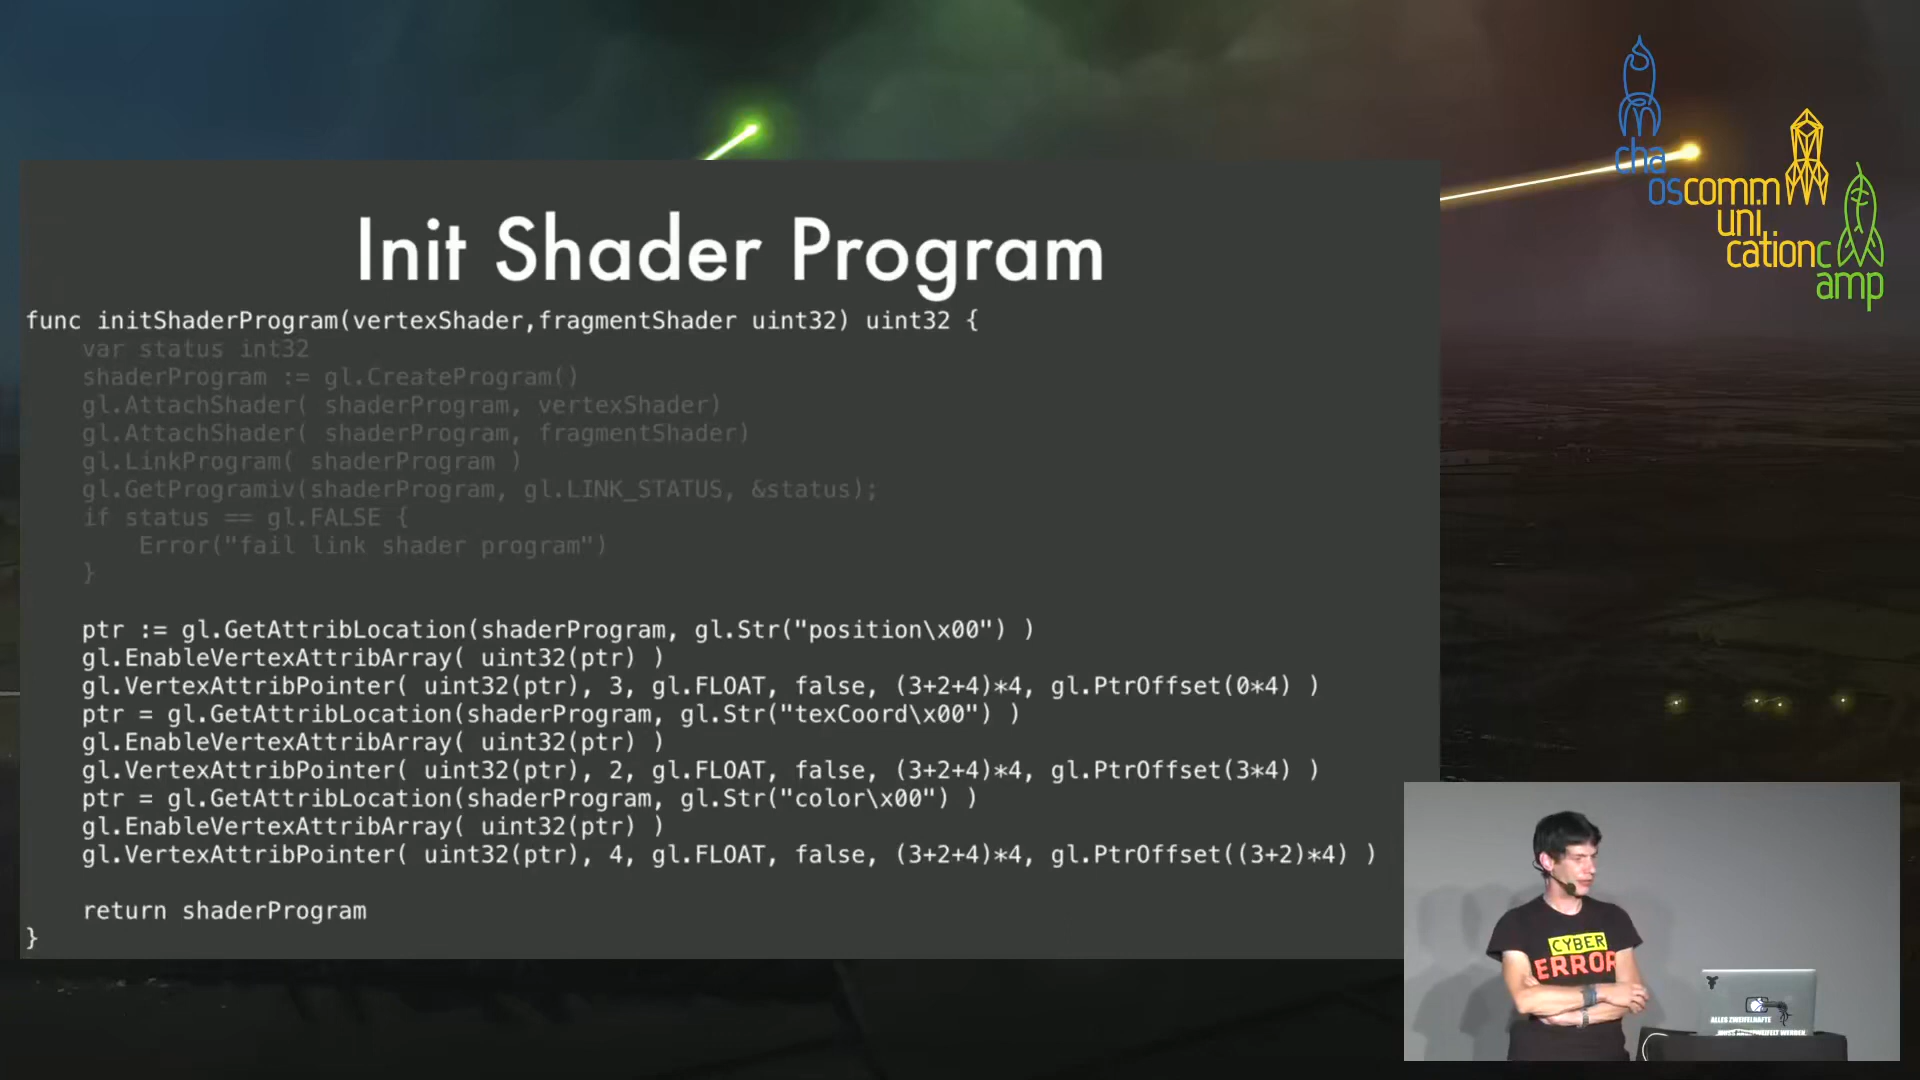 Init Shader Program
func initShaderProgram(vertexShader,fragmentShader uint32) uint32 {
    var status int32
    shaderProgram := gl.CreateProgram()
    gl.AttachShader( shaderProgram, vertexShader)
    gl.AttachShader( shaderProgram, fragmentShader)
    gl.LinkProgram( shaderProgram )
    gl.GetProgramiv(shaderProgram, gl.LINK_STATUS, &status);
    if status == gl.FALSE {
        Error("fail link shader program")
    }
    ptr := gl.GetAttribLocation(shaderProgram, gl.Str("position\x00") )
    gl.EnableVertexAttribArray( uint32(ptr) )
    gl.VertexAttribPointer( uint32(ptr), 3, gl.FLOAT, false, (3+2+4)*4, gl.PtrOffset(0*4) )
    ptr = gl.GetAttribLocation(shaderProgram, gl.Str("texCoord\x00") )
    gl.EnableVertexAttribArray( uint32(ptr) )
    gl.VertexAttribPointer( uint32(ptr), 2, gl.FLOAT, false, (3+2+4)*4, gl.PtrOffset(3*4) )
    ptr = gl.GetAttribLocation(shaderProgram, gl.Str("color\x00") )
    gl.EnableVertexAttribArray( uint32(ptr) )
    gl.VertexAttribPointer( uint32(ptr), 4, gl.FLOAT, false, (3+2+4)*4, gl.PtrOffset((3+2)*4) )
    return shaderProgram
}
cha
oscomm
uni
cationc
amp
CYBER
ERROR
ALLES ZWEIFELHAFTE